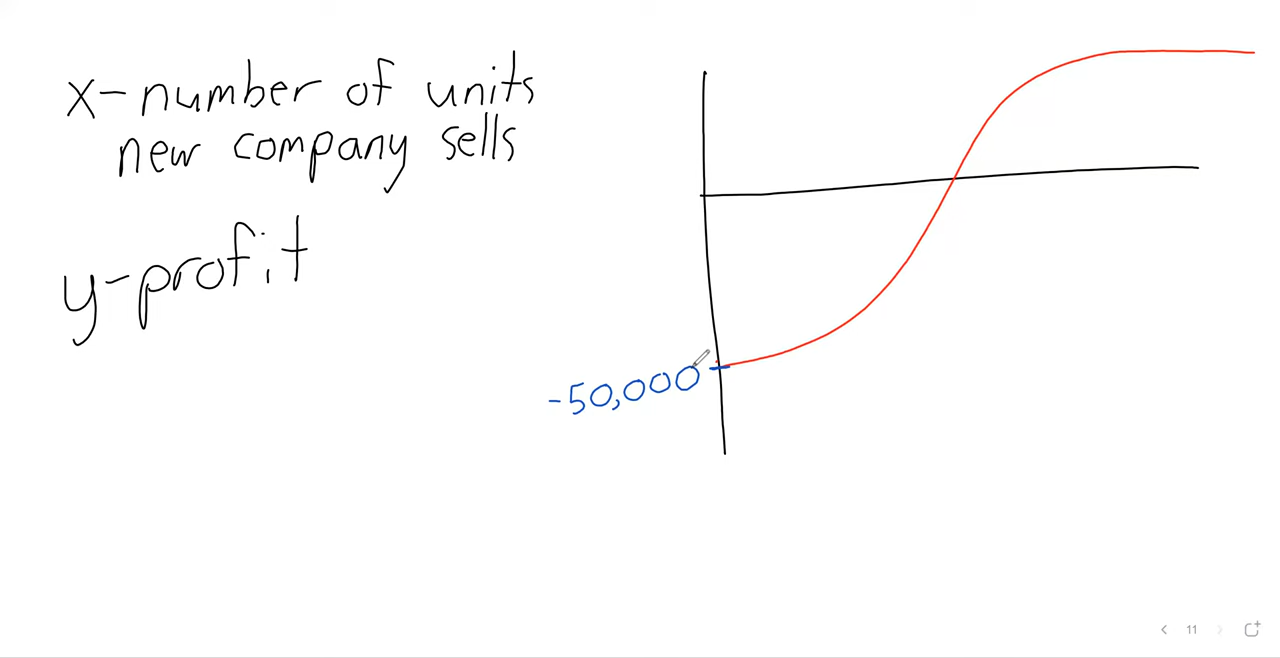 x-number of units
new company sells
y-profit
-50,000
11